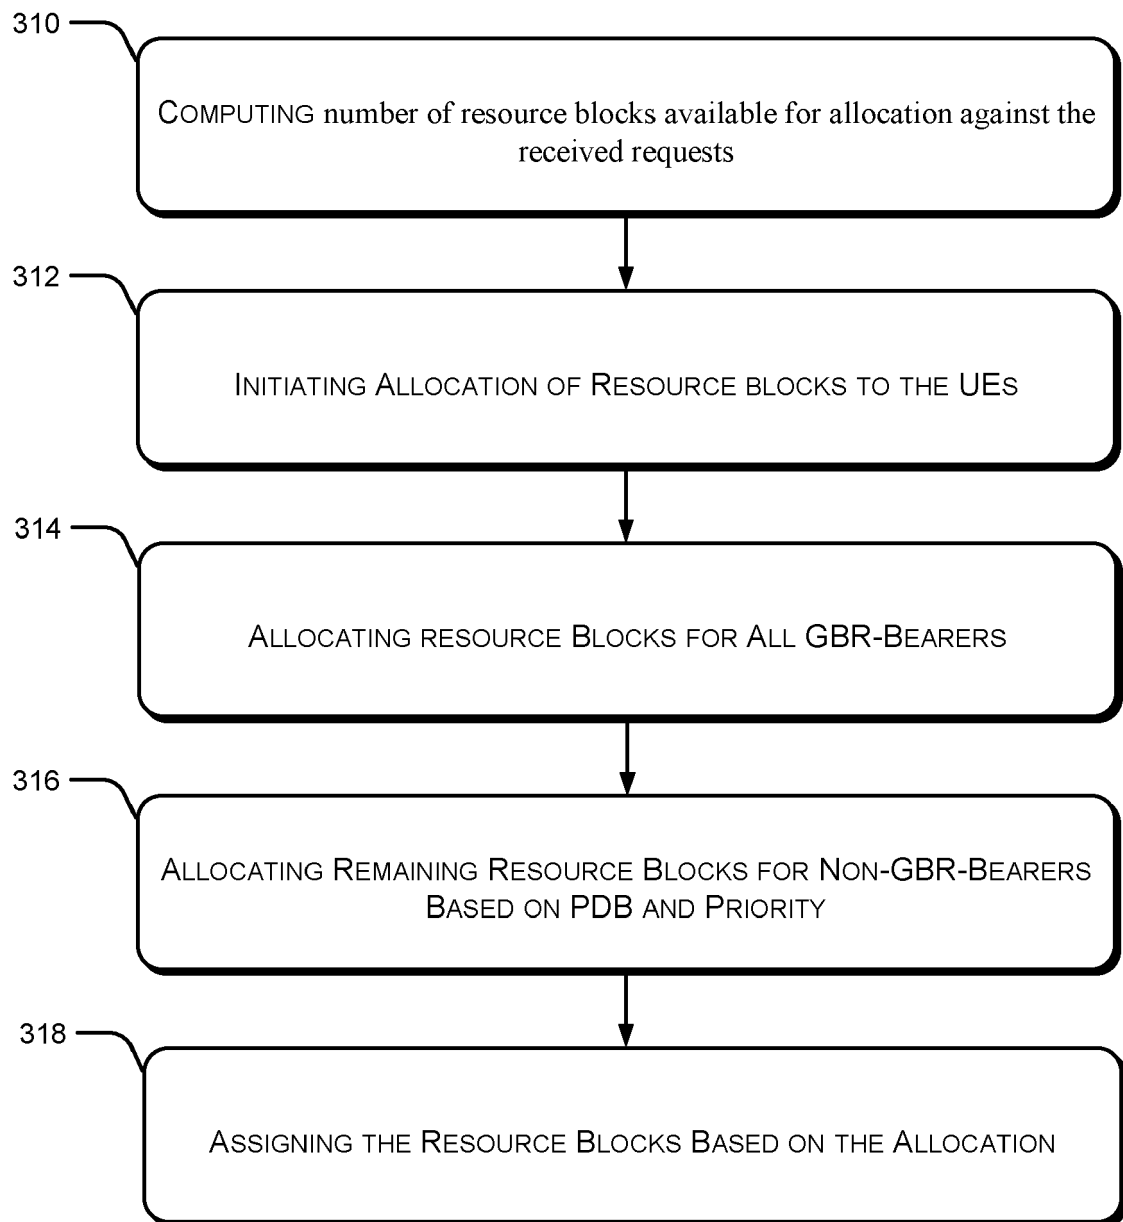 310
COMPUTING number of resource blocks available for allocation against the
received requests
312
INITIATING ALLOCATION OF RESOURCE BLOCKS TO THE UES
314
ALLOCATING RESOURCE BLOCKS FOR ALL GBR-BEARERS
316
ALLOCATING REMAINING RESOURCE BLOCKS FOR NON-GBR-BEARERS
BASED ON PDB AND PRIORITY
318
ASSIGNING THE RESOURCE BLOCKS BASED ON THE ALLOCATION